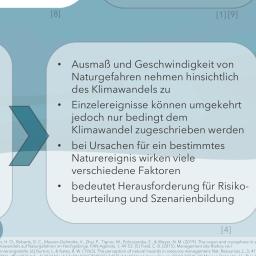 [8]
[1] [9]
• Ausmaß und Geschwindigkeit von
Naturgefahren nehmen hinsichtlich
des Klimawandels zu
• Einzelereignisse können umgekehrt
jedoch nur bedingt dem
Klimawandel zugeschrieben werden
• bei Ursachen für ein bestimmtes
Naturereignis wirken viele
verschiedene Faktoren
• bedeutet Herausforderung für Risiko-
beurteilung und Szenarienbildung
[4]